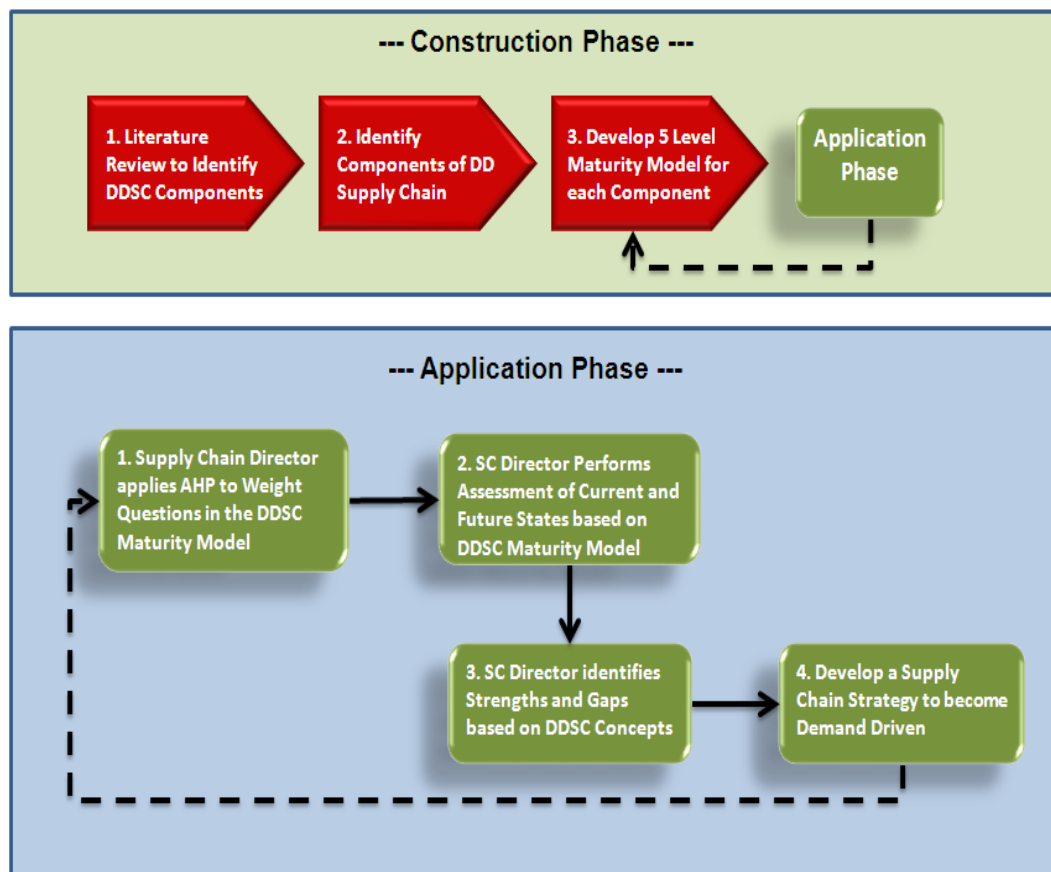 --- Construction Phase ---
1. Literature
Review to Identify
DDSC Components
2. Identify
Components of DD
Supply Chain
3. Develop 5 Level
Maturity Model for
each Component
Application
Phase
--- Application Phase ---
1. Supply Chain Director
applies AHP to Weight
Questions in the DDSC
Maturity Model
2. SC Director Performs
Assessment of Current and
Future States based on
DDSC Maturity Model
3. SC Director identifies
Strengths and Gaps
based on DDSC Concepts
4. Develop a Supply
Chain Strategy to become
Demand Driven